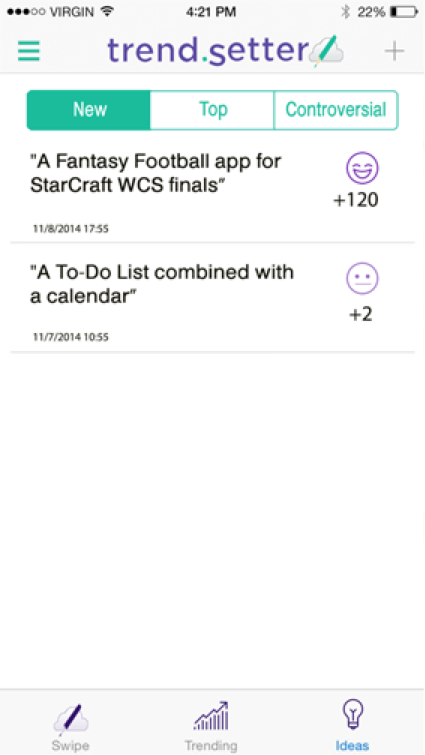 VIRGIN 4:21 PM 22%
trend.setter
New Top Controversial
"A Fantasy Football app for
StarCraft WCS finals"
+120
11/8/2014 17:55
"A To-Do List combined with
a calendar"
+2
11/7/2014 10:55
Swipe Trending Ideas